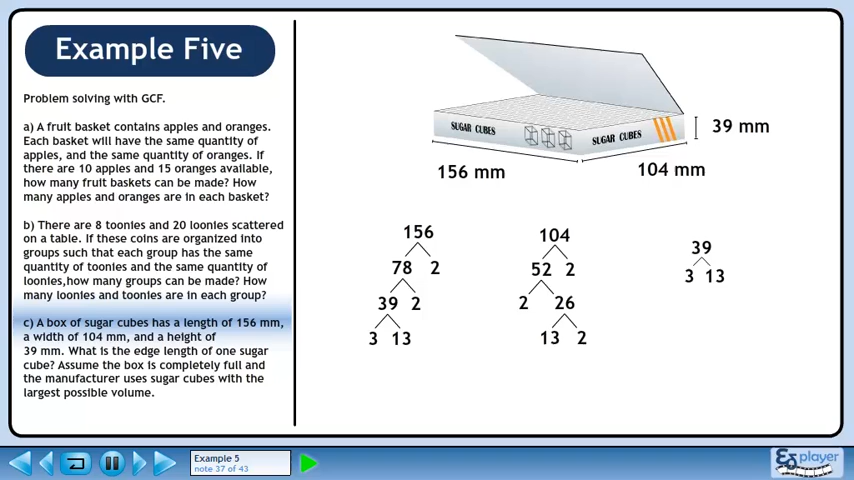 Example Five
Problem solving with GCF.
a) A fruit basket contains apples and oranges.
Each basket will have the same quantity of
apples, and the same quantity of oranges. If
there are 10 apples and 15 oranges available,
how many fruit baskets can be made? How
many apples and oranges are in each basket?
b) There are 8 toonies and 20 loonies scattered
on a table. If these coins are organized into
groups such that each group has the same
quantity of toonies and the same quantity of
loonies,how many groups can be made? How
many loonies and toonies are in each group?
c) A box of sugar cubes has a length of 156 mm,
a width of 104 mm, and a height of
39 mm. What is the edge length of one sugar
cube? Assume the box is completely full and
the manufacturer uses sugar cubes with the
largest possible volume.
SUGAR CUBES
SUGAR CUBES
39 mm
156 mm
104 mm
156
78 2
39 2
3 13
104
52 2
2 26
13 2
39
3 13
Example 5
note 37 of 43
player